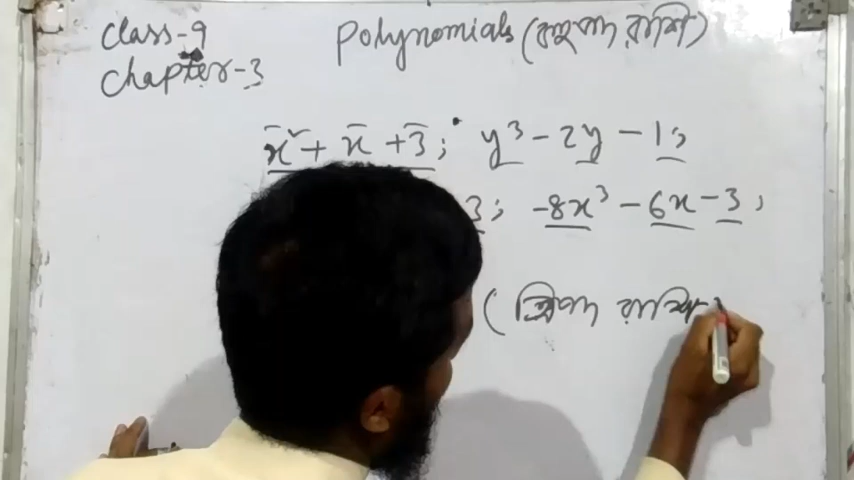 class-9 Polynomials (বহুপদ রাশি)
chapter-3
x² + x + 3; y³ - 2y - 1;
3; -8x³ - 6x - 3;
(ত্রিপদ রাশি